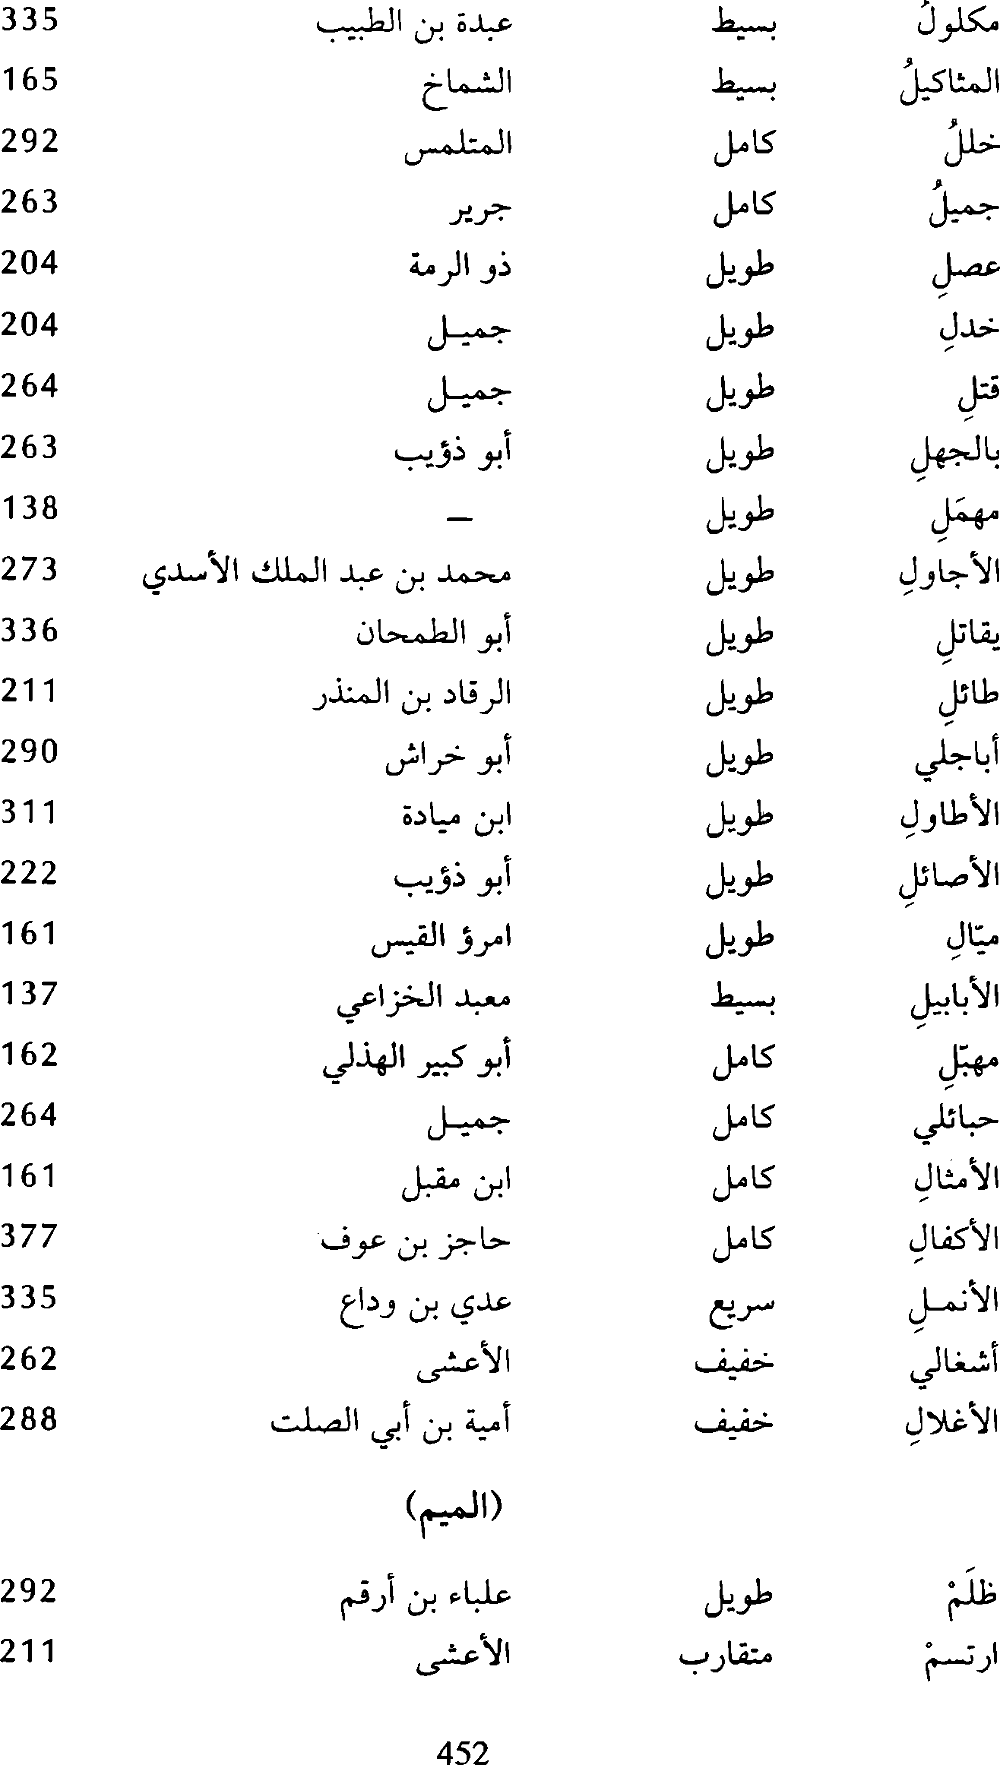 مكلولُ بسيط عبدة بن الطبيب 335
المثاكيلُ بسيط الشماخ 165
خللُ كامل المتلمس 292
جميلُ كامل جرير 263
عصلِ طويل ذو الرمة 204
خدلِ طويل جميـل 204
قتلِ طويل جميـل 264
بالجهلِ طويل أبو ذؤيب 263
مهمَلِ طويل – 138
الأجاولِ طويل محمد بن عبد الملك الأسدي 273
يقاتلِ طويل أبو الطمحان 336
طائلِ طويل الرقاد بن المنذر 211
أباجلي طويل أبو خراش 290
الأطاولِ طويل ابن ميادة 311
الأصائلِ طويل أبو ذؤيب 222
ميّالِ طويل امرؤ القيس 161
الأبابيلِ بسيط معبد الخزاعي 137
مهبّلِ كامل أبو كبير الهذلي 162
حبائلي كامل جميـل 264
الأمثالِ كامل ابن مقبل 161
الأكفالِ كامل حاجز بن عوف 377
الأنمـلِ سريع عدي بن وداع 335
أشغالي خفيف الأعشى 262
الأغلالِ خفيف أمية بن أبي الصلت 288
(الميم)
ظلَمْ طويل علباء بن أرقم 292
ارتسمْ متقارب الأعشى 211
452